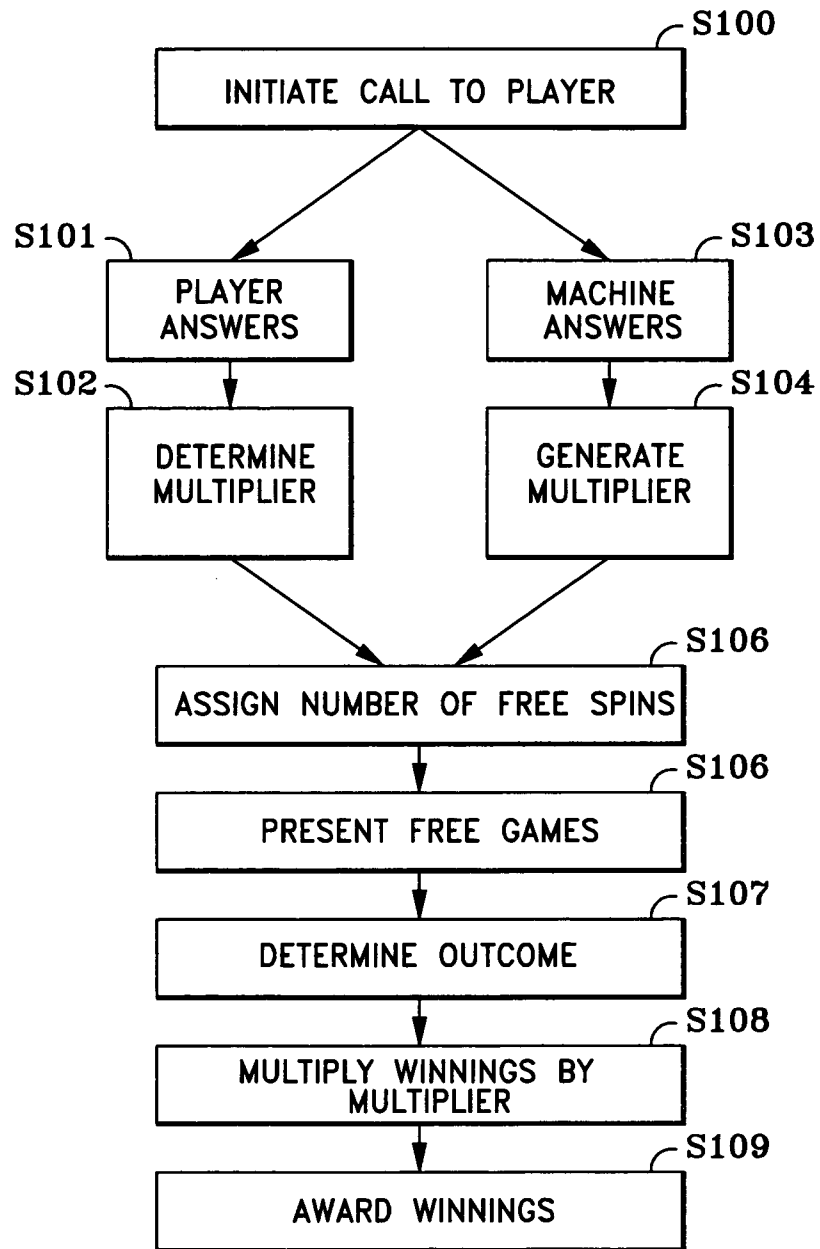 S100
INITIATE CALL TO PLAYER
S101
PLAYER
ANSWERS
S103
MACHINE
ANSWERS
S102
DETERMINE
MULTIPLIER
S104
GENERATE
MULTIPLIER
S106
ASSIGN NUMBER OF FREE SPINS
S106
PRESENT FREE GAMES
S107
DETERMINE OUTCOME
S108
MULTIPLY WINNINGS BY
MULTIPLIER
S109
AWARD WINNINGS